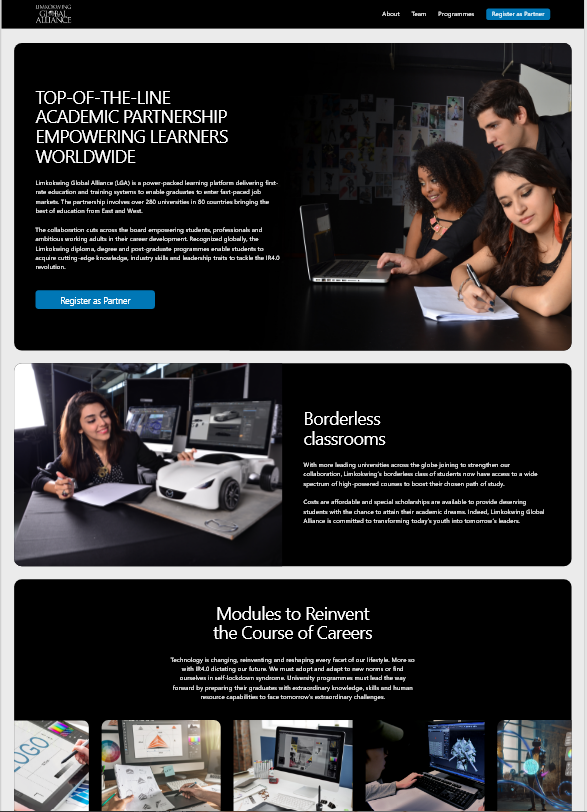 LIMKOKWING
GLOBAL
ALLIANCE
About Team Programmes Register as Partner
TOP-OF-THE-LINE
ACADEMIC PARTNERSHIP
EMPOWERING LEARNERS
WORLDWIDE
Limkokwing Global Alliance (LGA) is a power-packed learning platform delivering first-
rate education and training systems to enable graduates to enter fast-paced job
markets. The partnership involves over 280 universities in 80 countries bringing the
best of education from East and West.
The collaboration cuts across the board empowering students, professionals and
ambitious working adults in their career development. Recognized globally, the
Limkokwing diploma, degree and post-graduate programmes enable students to
acquire cutting-edge knowledge, industry skills and leadership traits to tackle the IR4.0
revolution.
Register as Partner
Borderless
classrooms
With more leading universities across the globe joining to strengthen our
collaboration, Limkokwing's borderless class of students now have access to a wide
spectrum of high-powered courses to boost their chosen path of study.
Costs are affordable and special scholarships are available to provide deserving
students with the chance to attain their academic dreams. Indeed, Limkokwing Global
Alliance is committed to transforming today's youth into tomorrow's leaders.
Modules to Reinvent
the Course of Careers
Technology is changing, reinventing and reshaping every facet of our lifestyle. More so
with IR4.0 dictating our future. We must adopt and adapt to new norms or find
ourselves in self-lockdown syndrome. University programmes must lead the way
forward by preparing their graduates with extraordinary knowledge, skills and human
resource capabilities to face tomorrow's extraordinary challenges.
LOGO